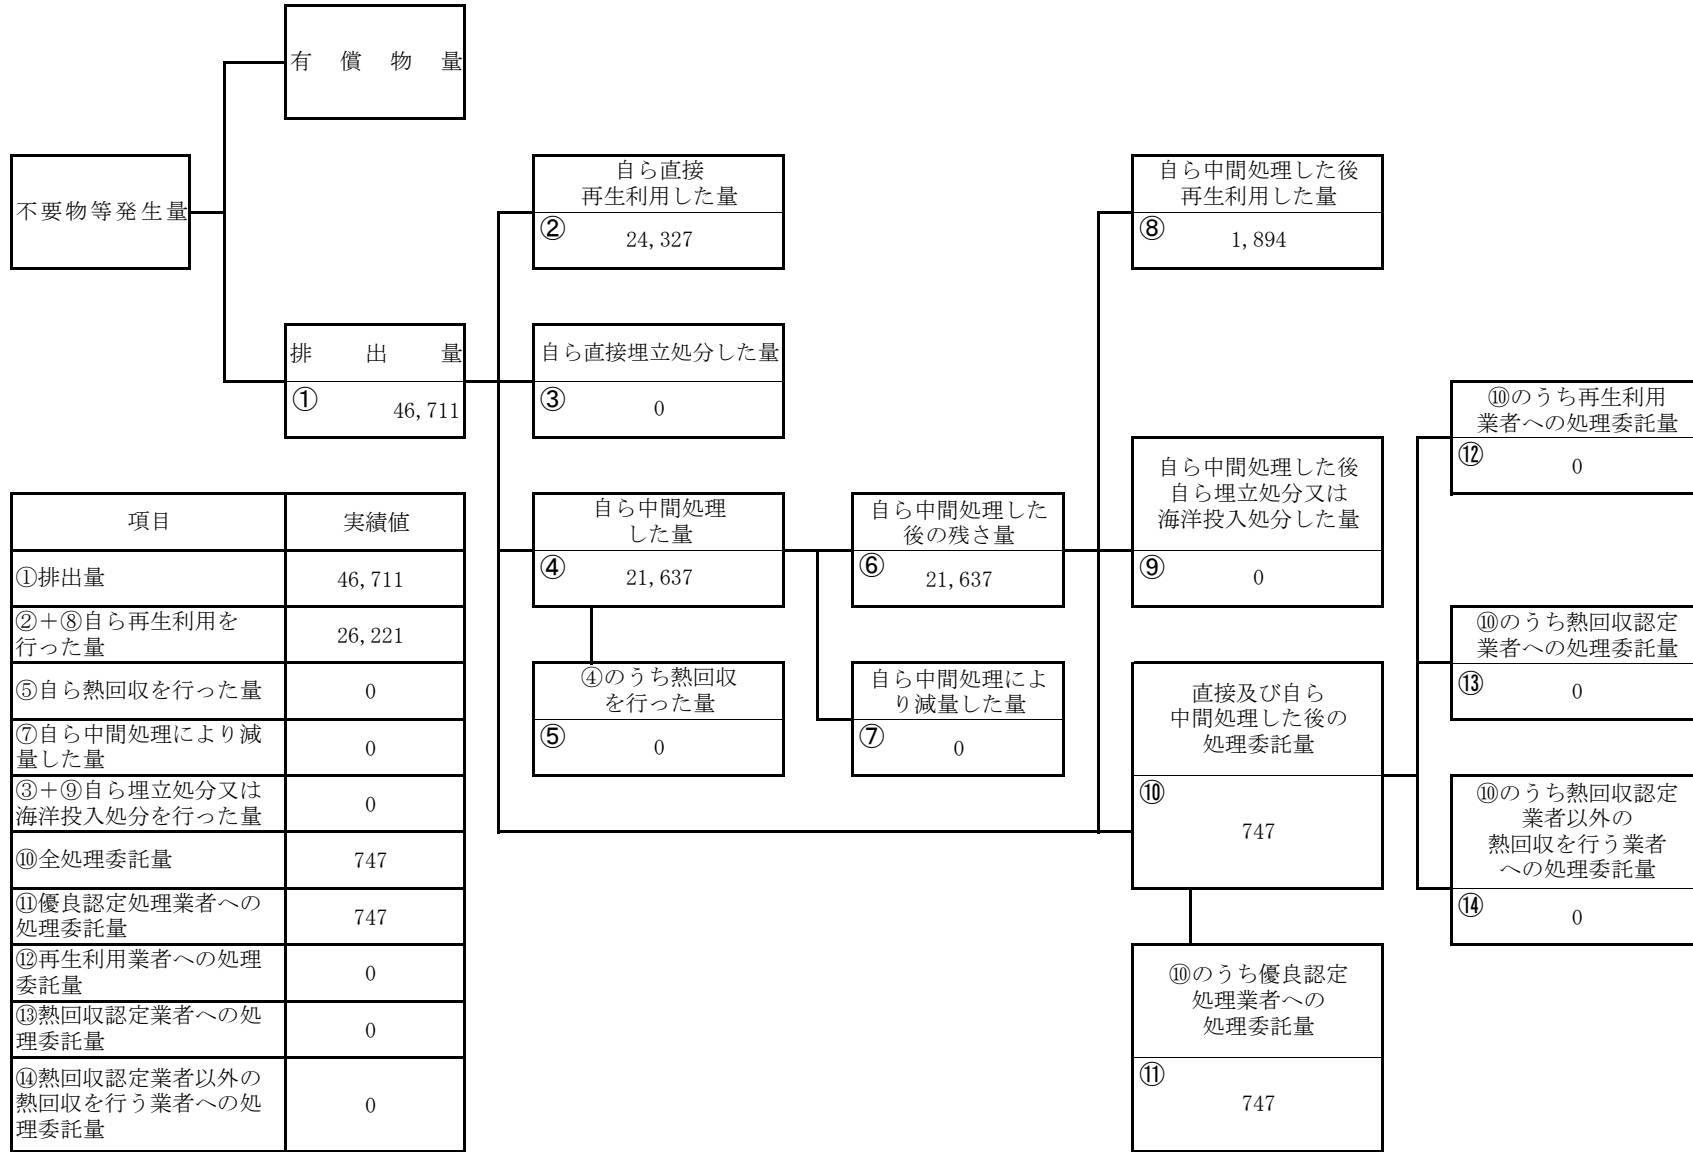 有償物量
不要物等発生量
排出量
① 46,711
自ら直接
再生利用した量
② 24,327
自ら直接埋立処分した量
③ 0
自ら中間処理
した量
④ 21,637
④のうち熱回収
を行った量
⑤ 0
自ら中間処理した
後の残さ量
⑥ 21,637
自ら中間処理によ
り減量した量
⑦ 0
自ら中間処理した後
再生利用した量
⑧ 1,894
自ら中間処理した後
自ら埋立処分又は
海洋投入処分した量
⑨ 0
直接及び自ら
中間処理した後の
処理委託量
⑩
747
⑩のうち優良認定
処理業者への
処理委託量
⑪
747
⑩のうち再生利用
業者への処理委託量
⑫ 0
⑩のうち熱回収認定
業者への処理委託量
⑬ 0
⑩のうち熱回収認定
業者以外の
熱回収を行う業者
への処理委託量
⑭ 0
項目 実績値
①排出量 46,711
②＋⑧自ら再生利用を
行った量 26,221
⑤自ら熱回収を行った量 0
⑦自ら中間処理により減
量した量 0
③＋⑨自ら埋立処分又は
海洋投入処分を行った量 0
⑩全処理委託量 747
⑪優良認定処理業者への
処理委託量 747
⑫再生利用業者への処理
委託量 0
⑬熱回収認定業者への処
理委託量 0
⑭熱回収認定業者以外の
熱回収を行う業者への処
理委託量 0